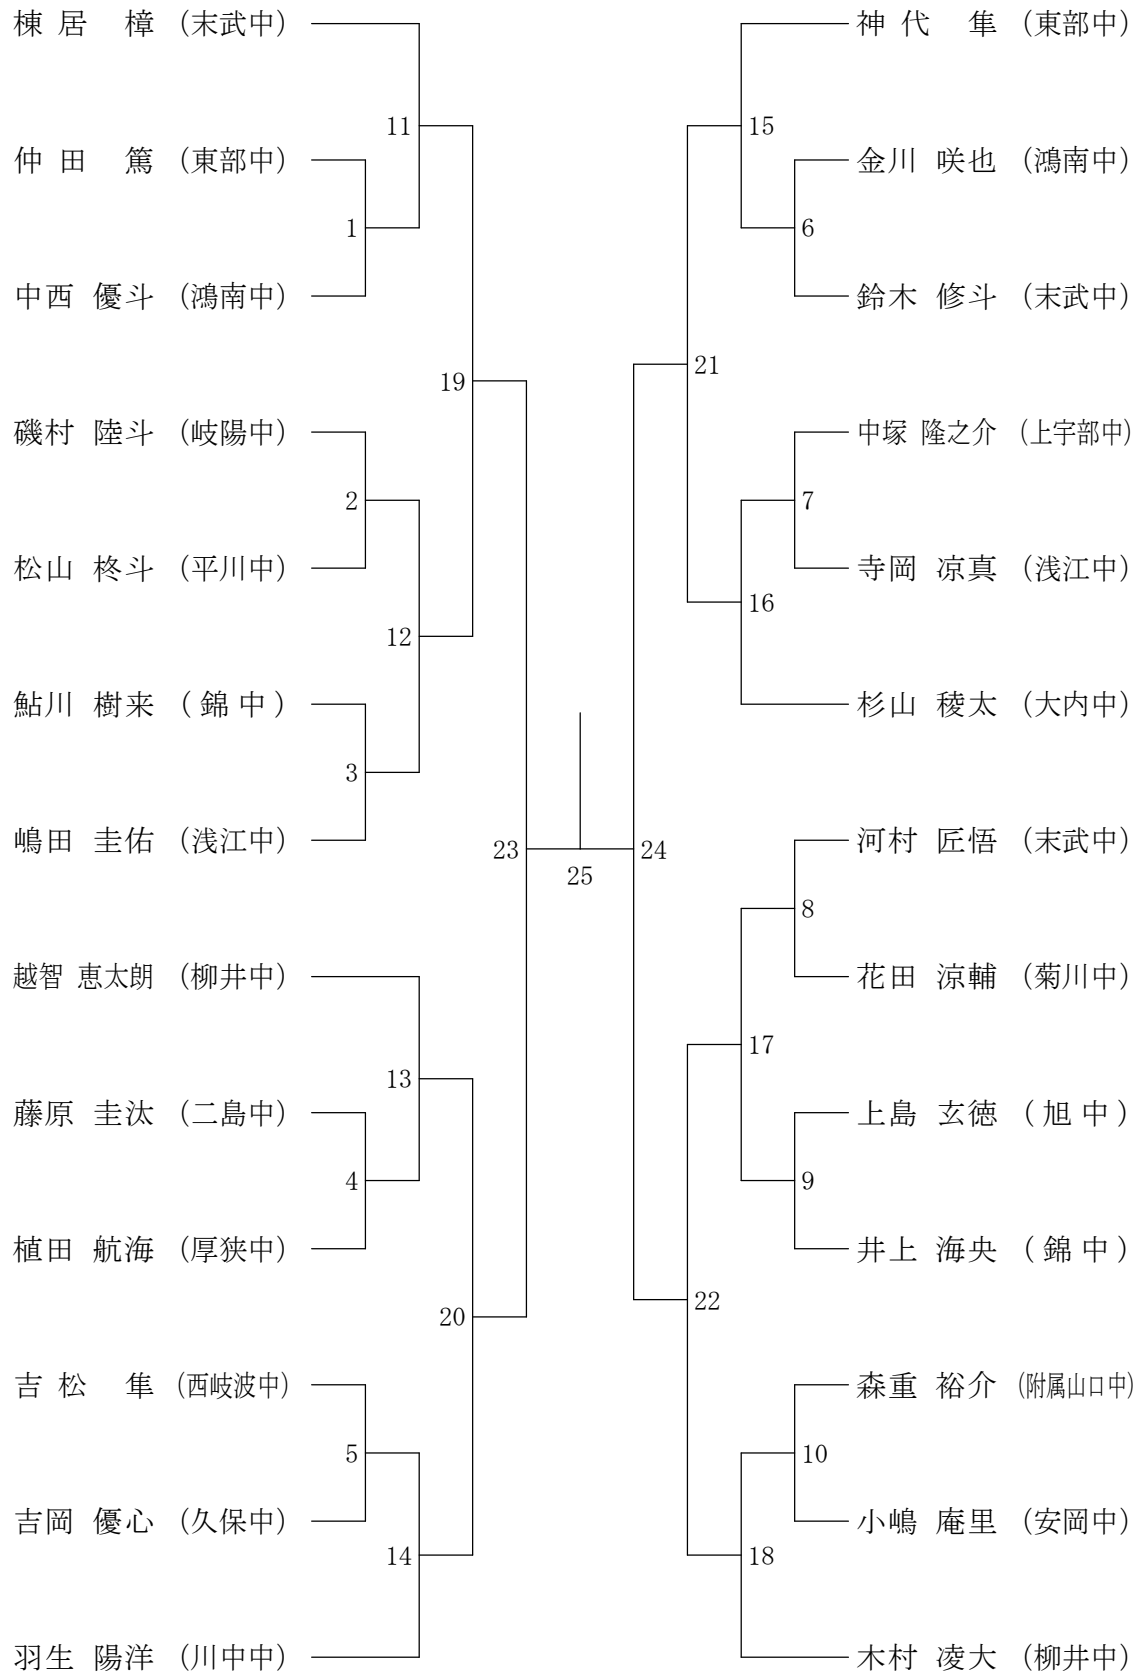 棟居 樟 (末武中)
11
仲田 篤 (東部中)
1
中西 優斗 (鴻南中)
19
磯村 陸斗 (岐陽中)
2
松山 柊斗 (平川中)
12
鮎川 樹来 (錦中)
3
嶋田 圭佑 (浅江中)
23
越智 恵太朗 (柳井中)
13
藤原 圭汰 (二島中)
4
植田 航海 (厚狭中)
20
吉松 隼 (西岐波中)
5
吉岡 優心 (久保中)
14
羽生 陽洋 (川中中)
25
神代 隼 (東部中)
15
金川 咲也 (鴻南中)
6
鈴木 修斗 (末武中)
21
中塚 隆之介 (上宇部中)
7
寺岡 凉真 (浅江中)
16
杉山 稜太 (大内中)
24
河村 匠悟 (末武中)
8
花田 涼輔 (菊川中)
17
上島 玄徳 (旭中)
9
井上 海央 (錦中)
22
森重 裕介 (附属山口中)
10
小嶋 庵里 (安岡中)
18
木村 凌大 (柳井中)